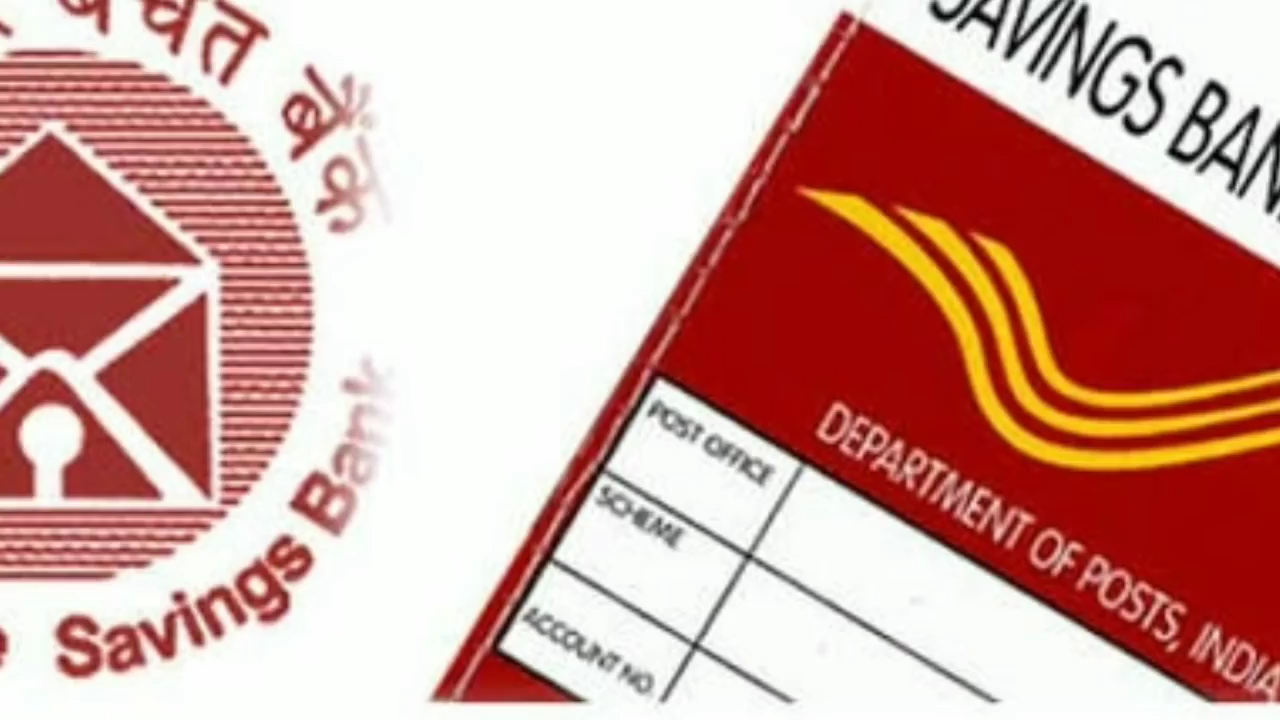 बचत बैंक
Savings Bank
SAVINGS BAN
DEPARTMENT OF POSTS, INDIA
POST OFFICE
SCHEME
ACCOUNT NO.